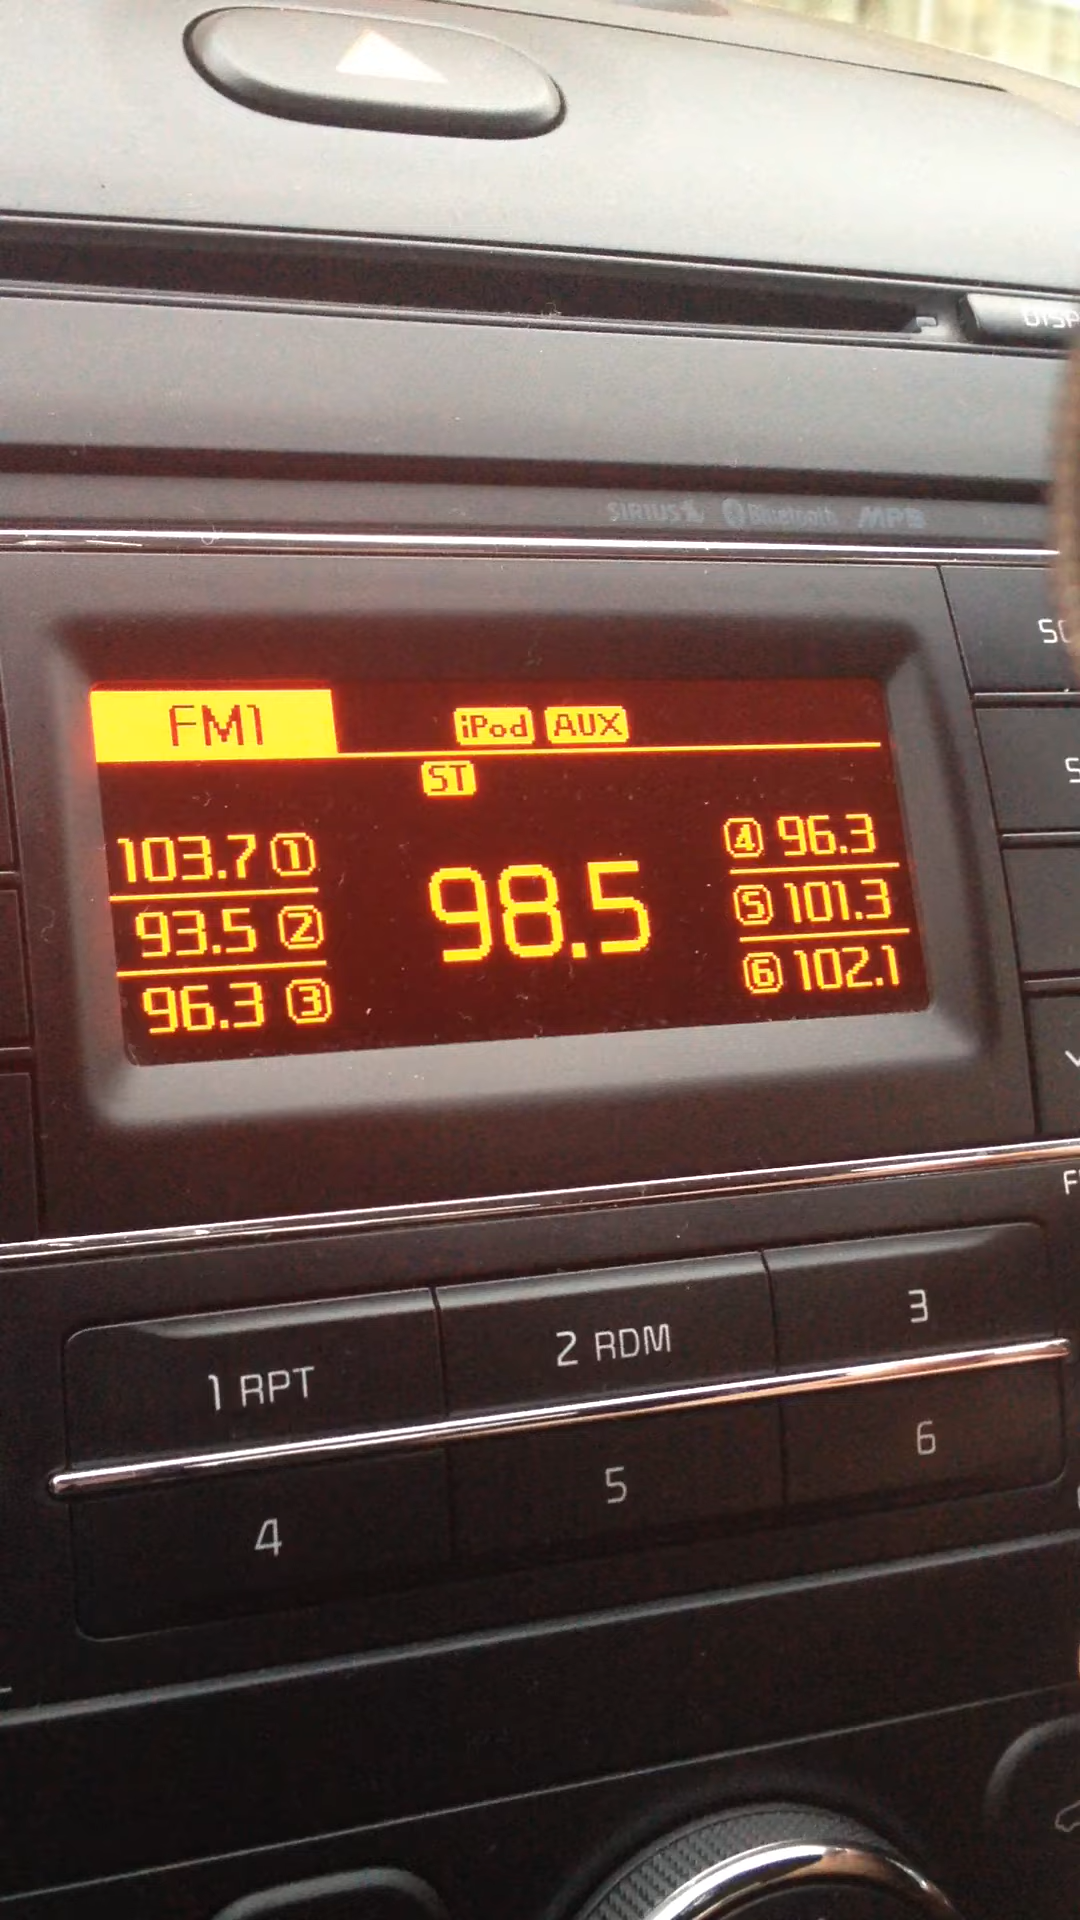 DISP
SIRIUS Bluetooth MP3
FM1 iPod AUX
ST
103.7 1
93.5 2
96.3 3
98.5
4 96.3
5 101.3
6 102.1
1 RPT 2 RDM 3
4 5 6